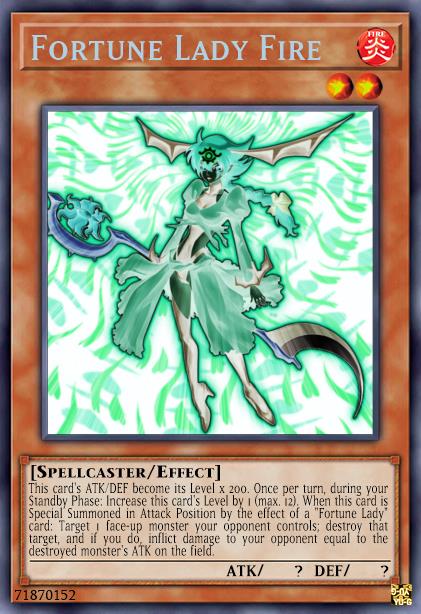 Fortune Lady Fire
FIRE
炎
[Spellcaster/Effect]
This card's ATK/DEF become its Level x 200. Once per turn, during your
Standby Phase: Increase this card's Level by 1 (max. 12). When this card is
Special Summoned in Attack Position by the effect of a "Fortune Lady"
card: Target 1 face-up monster your opponent controls; destroy that
target, and if you do, inflict damage to your opponent equal to the
destroyed monster's ATK on the field.
ATK/ ? DEF/ ?
71870152